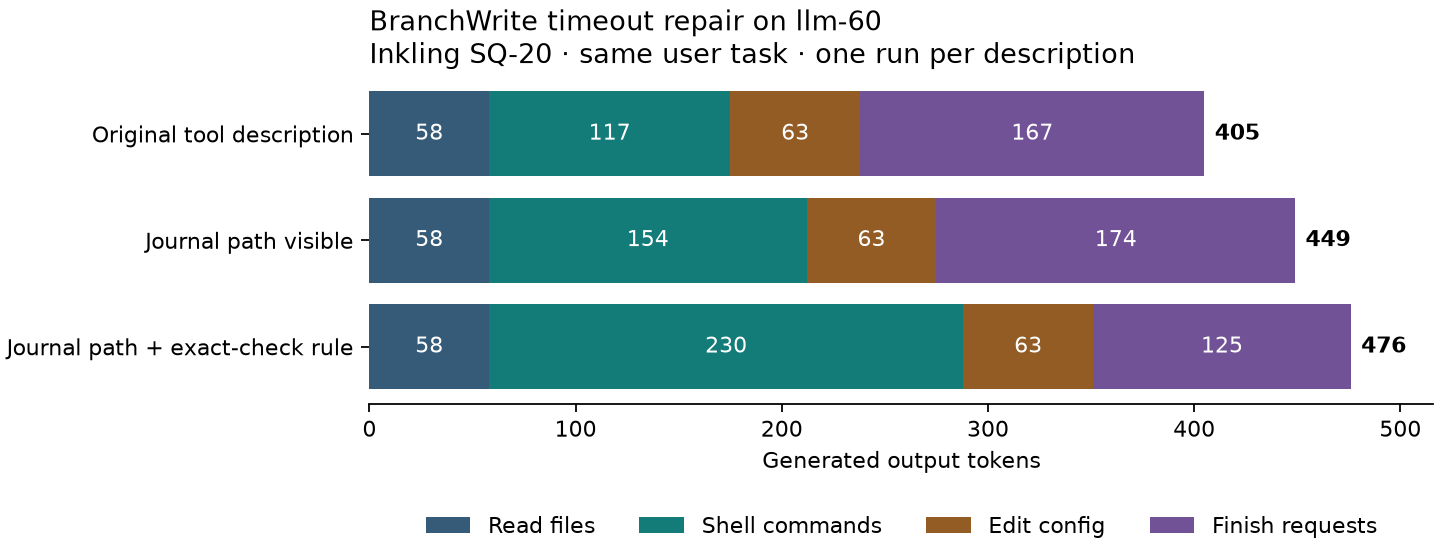 BranchWrite timeout repair on llm-60
Inkling SQ-20 · same user task · one run per description
Original tool description 58 117 63 167 405
Journal path visible 58 154 63 174 449
Journal path + exact-check rule 58 230 63 125 476
0 100 200 300 400 500
Generated output tokens
Read files Shell commands Edit config Finish requests